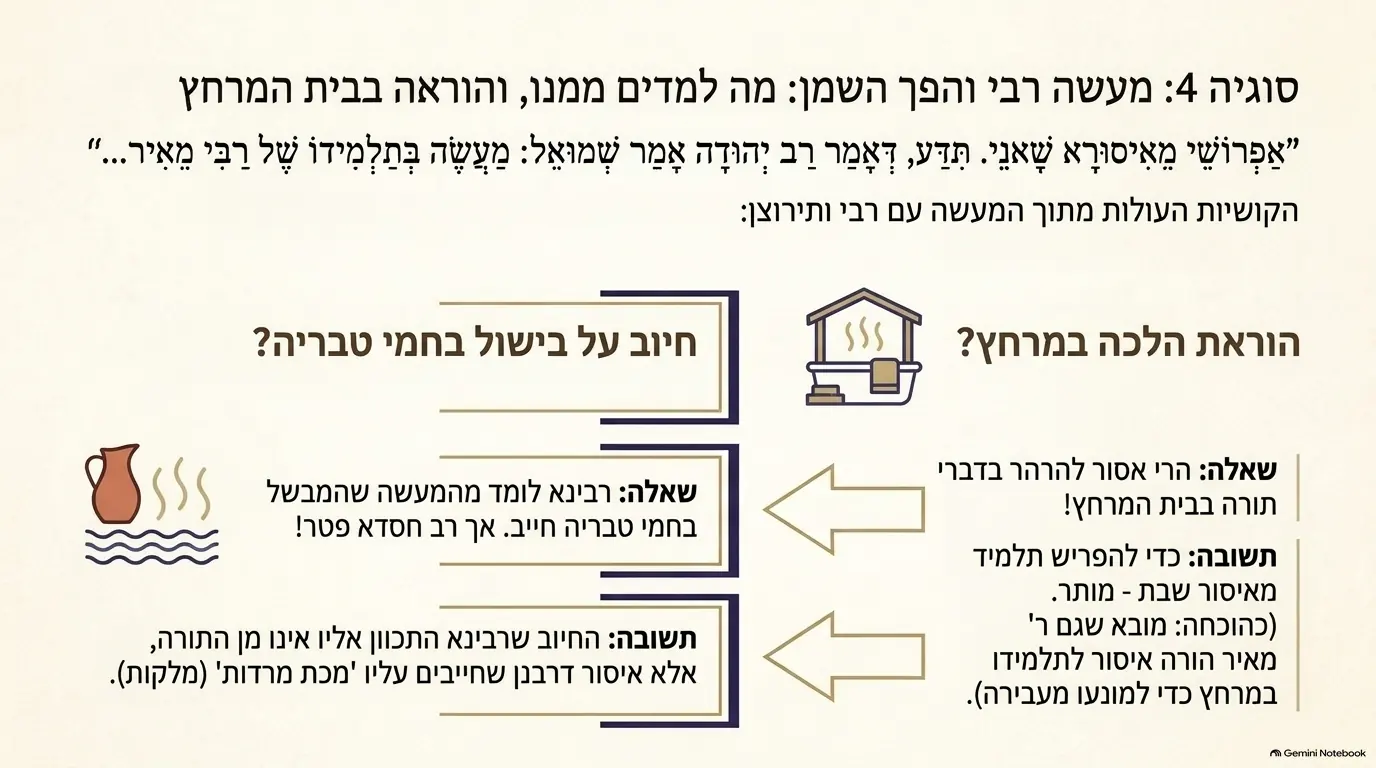 סוגיה 4: מעשה רבי והפך השמן: מה למדים ממנו, והוראה בבית המרחץ
”אַפְרוֹשֵׁי מֵאִיסוּרָא שָׁאנֵי. תִּדַּע, דְּאָמַר רַב יְהוּדָה אָמַר שְׁמוּאֵל: מַעֲשֶׂה בְּתַלְמִידוֹ שֶׁל רַבִּי מֵאִיר...“
הקושיות העולות מתוך המעשה עם רבי ותירוצן:
הוראת הלכה במרחץ?
שאלה: הרי אסור להרהר בדברי
תורה בבית המרחץ!
תשובה: כדי להפריש תלמיד
מאיסור שבת - מותר.
(כהוכחה: מובא שגם ר'
מאיר הורה איסור לתלמידו
במרחץ כדי למונעו מעבירה).
חיוב על בישול בחמי טבריה?
שאלה: רבינא לומד מהמעשה שהמבשל
בחמי טבריה חייב. אך רב חסדא פטר!
תשובה: החיוב שרבינא התכוון אליו אינו מן התורה,
אלא איסור דרבנן שחייבים עליו 'מכת מרדות' (מלקות).
Gemini Notebook